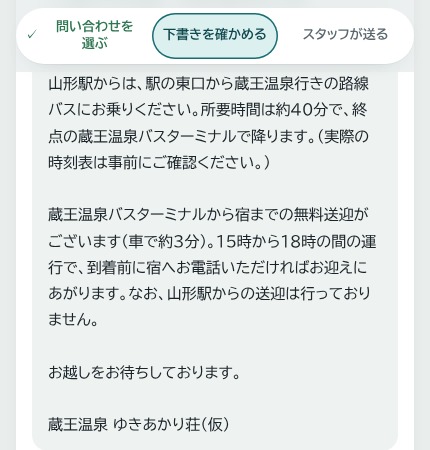 ✓ 問い合わせを
選ぶ
下書きを確かめる
スタッフが送る
山形駅からは、駅の東口から蔵王温泉行きの路線
バスにお乗りください。所要時間は約40分で、終
点の蔵王温泉バスターミナルで降ります。（実際の
時刻表は事前にご確認ください。）
蔵王温泉バスターミナルから宿までの無料送迎が
ございます（車で約3分）。15時から18時の間の運
行で、到着前に宿へお電話いただければお迎えに
あがります。なお、山形駅からの送迎は行っており
ません。
お越しをお待ちしております。
蔵王温泉 ゆきあかり荘（仮）